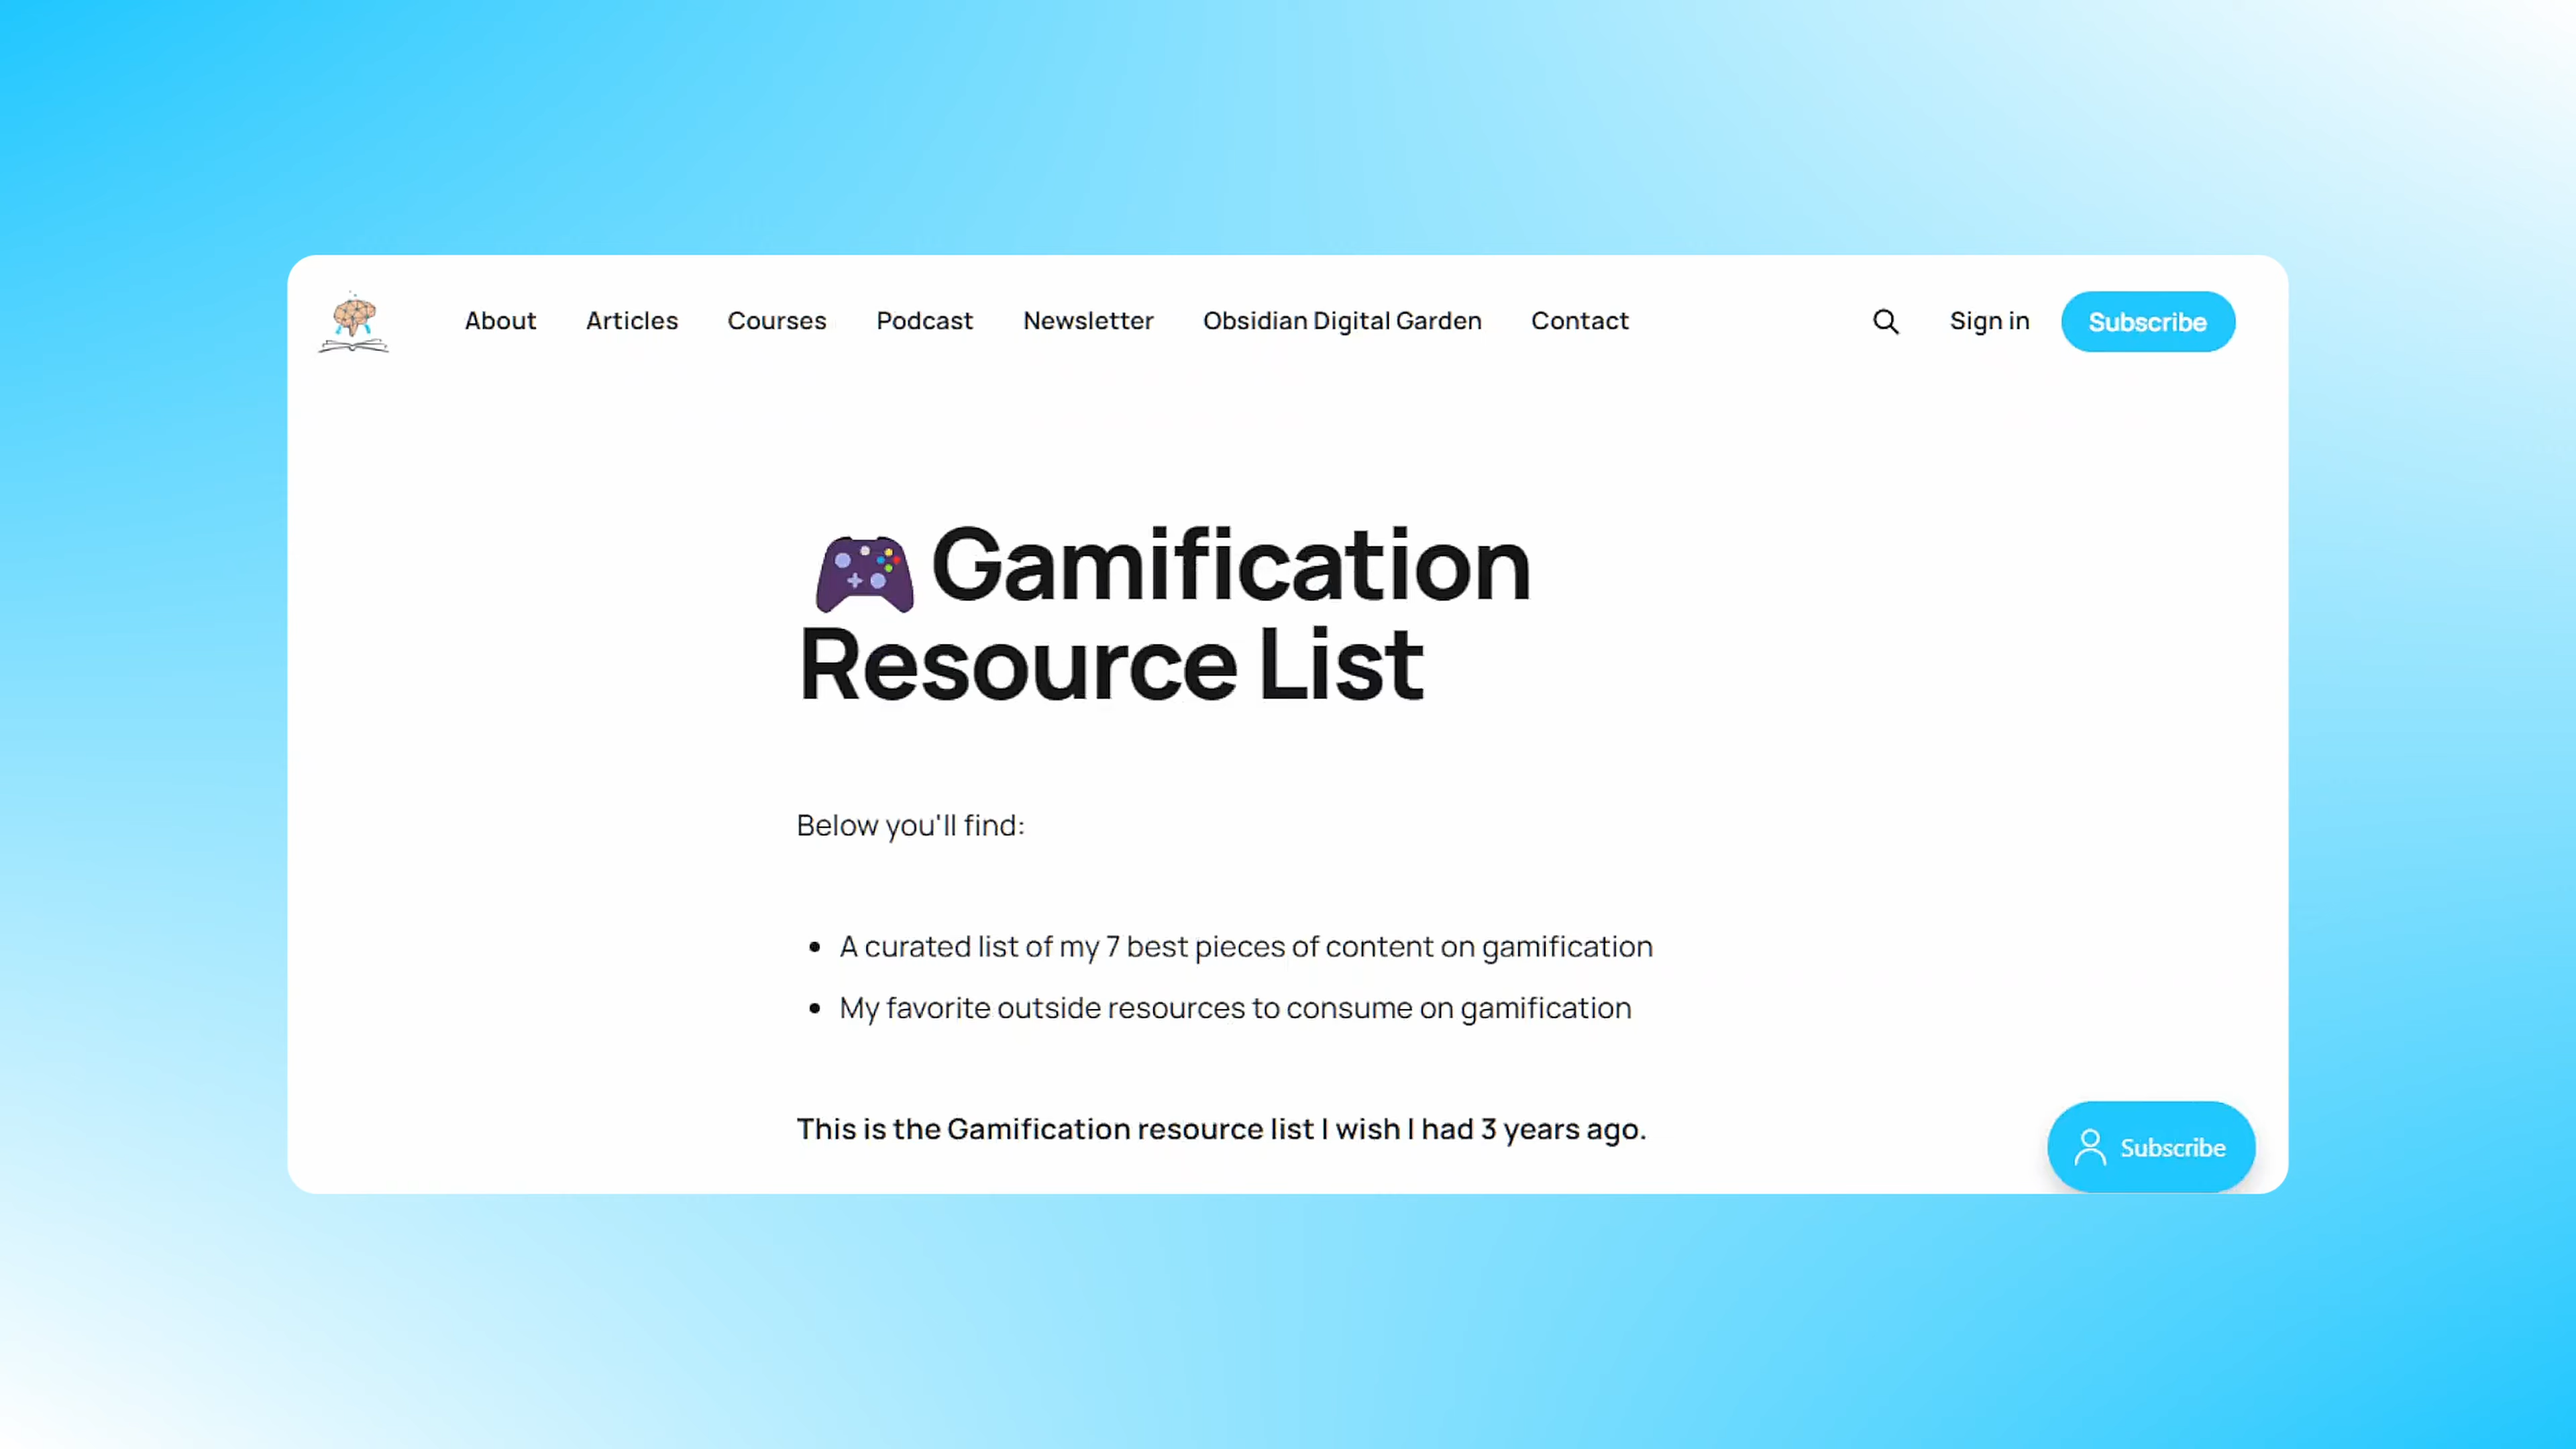 About Articles Courses Podcast Newsletter Obsidian Digital Garden Contact Sign in Subscribe
Gamification
Resource List
Below you'll find:
• A curated list of my 7 best pieces of content on gamification
• My favorite outside resources to consume on gamification
This is the Gamification resource list I wish I had 3 years ago.
Subscribe